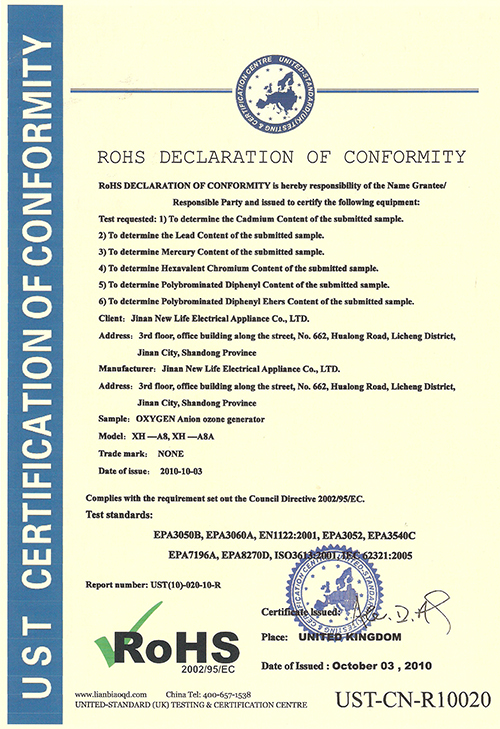 UST CERTIFICATION OF CONFORMITY
UNITED-STANDARD(UK)TESTING & CERTIFICATION CENTRE
ROHS DECLARATION OF CONFORMITY
RoHS DECLARATION OF CONFORMITY is hereby responsibility of the Name Grantee/
Responsible Party and issued to certify the following equipment:
Test requested: 1) To determine the Cadmium Content of the submitted sample.
2) To determine the Lead Content of the submitted sample.
3) To determine Mercury Content of the submitted sample.
4) To determine Hexavalent Chromium Content of the submitted sample.
5) To determine Polybrominated Diphenyl Content of the submitted sample.
6) To determine Polybrominated Diphenyl Ehers Content of the submitted sample.
Client: Jinan New Life Electrical Appliance Co., LTD.
Address: 3rd floor, office building along the street, No. 662, Hualong Road, Licheng District,
Jinan City, Shandong Province
Manufacturer: Jinan New Life Electrical Appliance Co., LTD.
Address: 3rd floor, office building along the street, No. 662, Hualong Road, Licheng District,
Jinan City, Shandong Province
Sample: OXYGEN Anion ozone generator
Model: XH —A8, XH —A8A
Trade mark: NONE
Date of issue: 2010-10-03
Complies with the requirement set out the Council Directive 2002/95/EC.
Test standards:
EPA3050B, EPA3060A, EN1122:2001, EPA3052, EPA3540C
EPA7196A, EPA8270D, ISO3613:2001, IEC 62321:2005
Report number: UST(10)-020-10-R
Certificate Issued:
Place: UNITED KINGDOM
RoHS
2002/95/EC
Date of Issued : October 03 , 2010
www.lianbiaoqd.com China Tel: 400-657-1538
UNITED-STANDARD (UK) TESTING & CERTIFICATION CENTRE
UST-CN-R10020